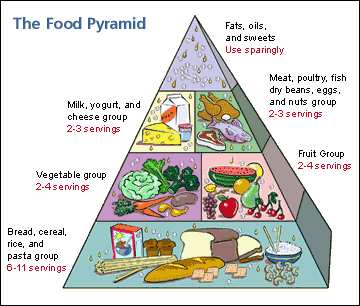 The Food Pyramid
Fats, oils,
and sweets
Use sparingly
Milk, yogurt, and
cheese group
2-3 servings
Meat, poultry, fish
dry beans, eggs,
and nuts group
2-3 servings
Vegetable group
2-4 servings
Fruit Group
2-4 servings
Bread, cereal,
rice, and
pasta group
6-11 servings